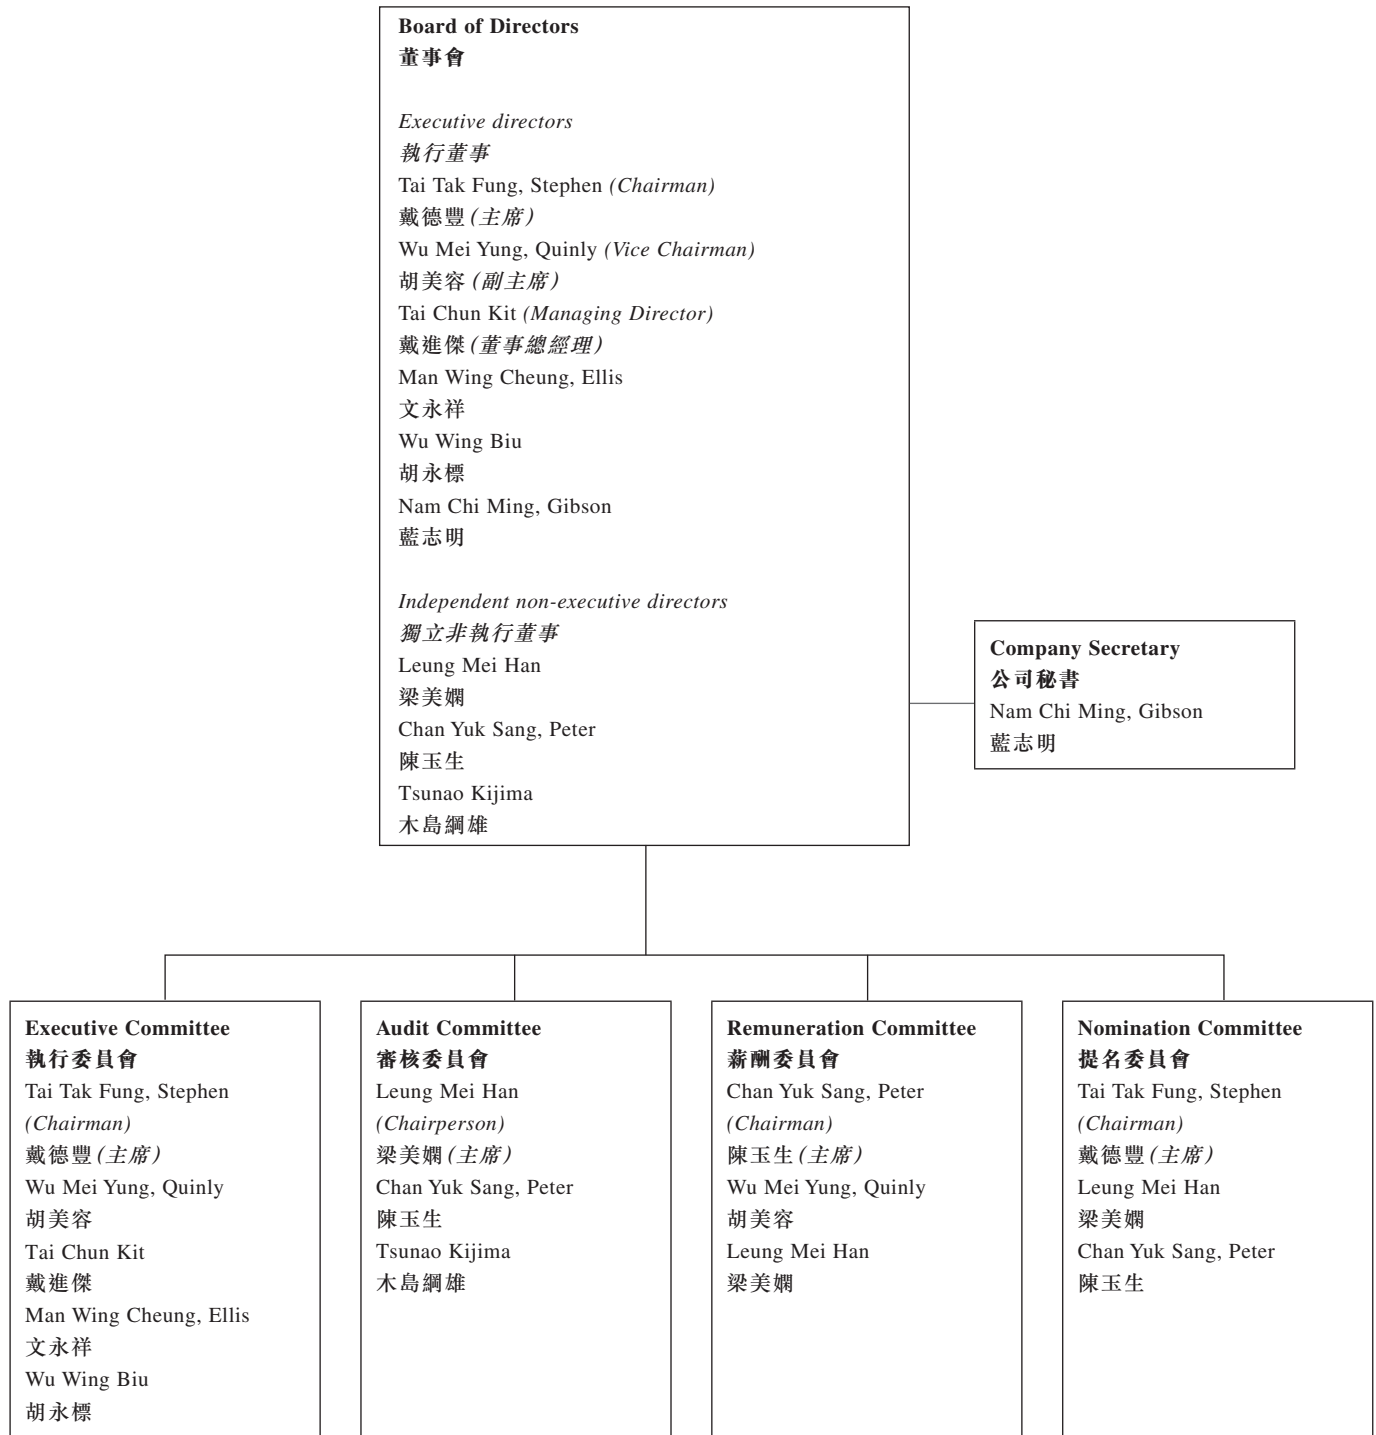 Board of Directors
董事會
Executive directors
執行董事
Tai Tak Fung, Stephen (Chairman)
戴德豐(主席)
Wu Mei Yung, Quinly (Vice Chairman)
胡美容(副主席)
Tai Chun Kit (Managing Director)
戴進傑(董事總經理)
Man Wing Cheung, Ellis
文永祥
Wu Wing Biu
胡永標
Nam Chi Ming, Gibson
藍志明
Independent non-executive directors
獨立非執行董事
Leung Mei Han
梁美嫻
Chan Yuk Sang, Peter
陳玉生
Tsunao Kijima
木島綱雄
Company Secretary
公司秘書
Nam Chi Ming, Gibson
藍志明
Executive Committee
執行委員會
Tai Tak Fung, Stephen
(Chairman)
戴德豐(主席)
Wu Mei Yung, Quinly
胡美容
Tai Chun Kit
戴進傑
Man Wing Cheung, Ellis
文永祥
Wu Wing Biu
胡永標
Audit Committee
審核委員會
Leung Mei Han
(Chairperson)
梁美嫻(主席)
Chan Yuk Sang, Peter
陳玉生
Tsunao Kijima
木島綱雄
Remuneration Committee
薪酬委員會
Chan Yuk Sang, Peter
(Chairman)
陳玉生(主席)
Wu Mei Yung, Quinly
胡美容
Leung Mei Han
梁美嫻
Nomination Committee
提名委員會
Tai Tak Fung, Stephen
(Chairman)
戴德豐(主席)
Leung Mei Han
梁美嫻
Chan Yuk Sang, Peter
陳玉生